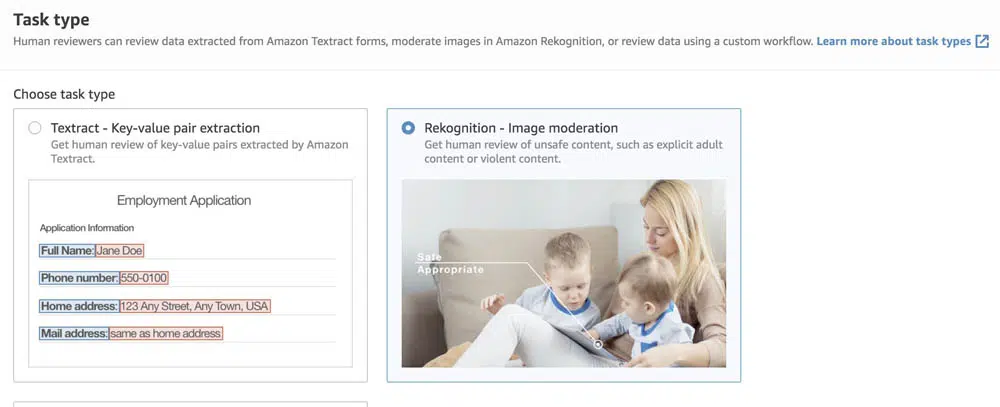 Task type
Human reviewers can review data extracted from Amazon Textract forms, moderate images in Amazon Rekognition, or review data using a custom workflow. Learn more about task types
Choose task type
Textract - Key-value pair extraction
Get human review of key-value pairs extracted by Amazon
Textract.
Employment Application
Application Information
Full Name: Jane Doe
Phone number: 550-0100
Home address: 123 Any Street, Any Town, USA
Mail address: same as home address
Rekognition - Image moderation
Get human review of unsafe content, such as explicit adult
content or violent content.
Safe
Appropriate